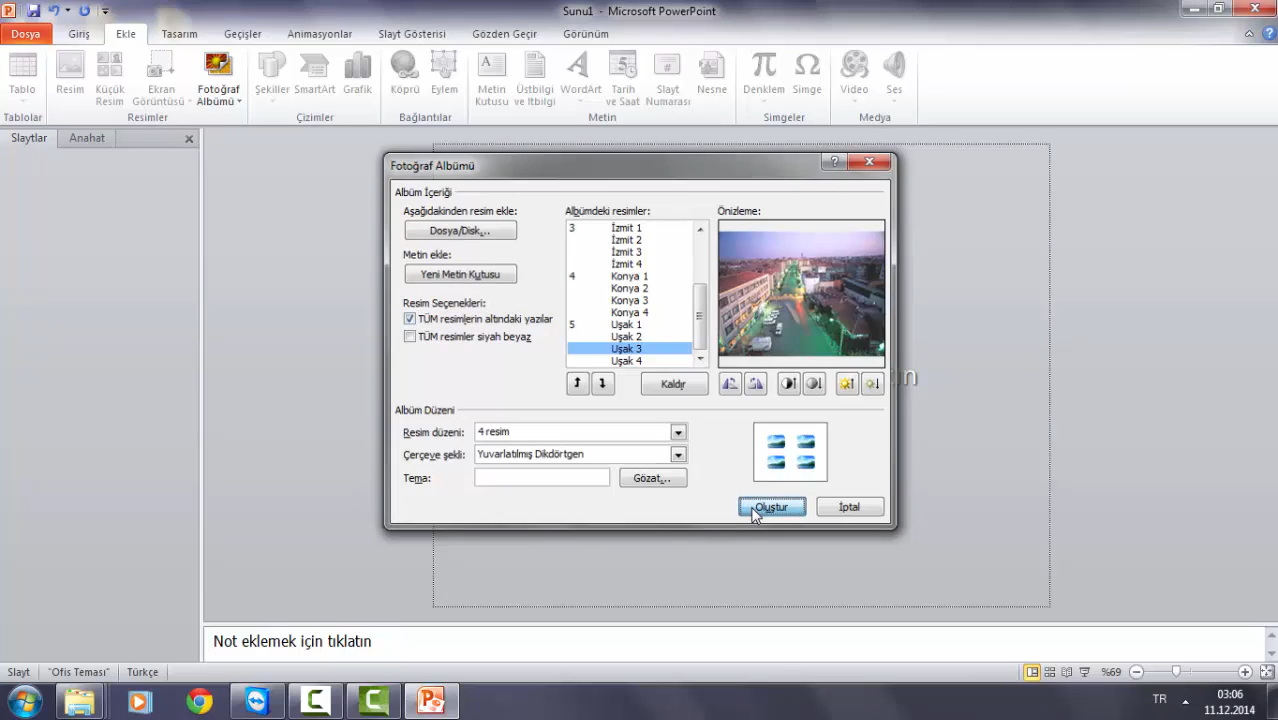 Sunu1 - Microsoft PowerPoint
Dosya Giriş Ekle Tasarım Geçişler Animasyonlar Slayt Gösterisi Gözden Geçir Görünüm
Tablo Resim Küçük Resim Ekran Görüntüsü Fotoğraf Albümü Şekiller SmartArt Grafik Köprü Eylem Metin Kutusu Üstbilgi ve Altbilgi WordArt Tarih ve Saat Slayt Numarası Nesne Denklem Simge Video Ses
Tablolar Resimler Çizimler Bağlantılar Metin Simgeler Medya
Slaytlar Anahat
Fotoğraf Albümü
Albüm İçeriği
Aşağıdakinden resim ekle:
Dosya/Disk...
Metin ekle:
Yeni Metin Kutusu
Resim Seçenekleri:
TÜM resimlerin altındaki yazılar
TÜM resimler siyah beyaz
Albümdeki resimler:
3 İzmit 1
İzmit 2
İzmit 3
İzmit 4
4 Konya 1
Konya 2
Konya 3
Konya 4
5 Uşak 1
Uşak 2
Uşak 3
Uşak 4
Kaldır
Önizleme:
Albüm Düzeni
Resim düzeni: 4 resim
Çerçeve şekli: Yuvarlatılmış Dikdörtgen
Tema: Gözat...
Oluştur İptal
Not eklemek için tıklatın
Slayt "Ofis Teması" Türkçe %69
TR 03:06
11.12.2014